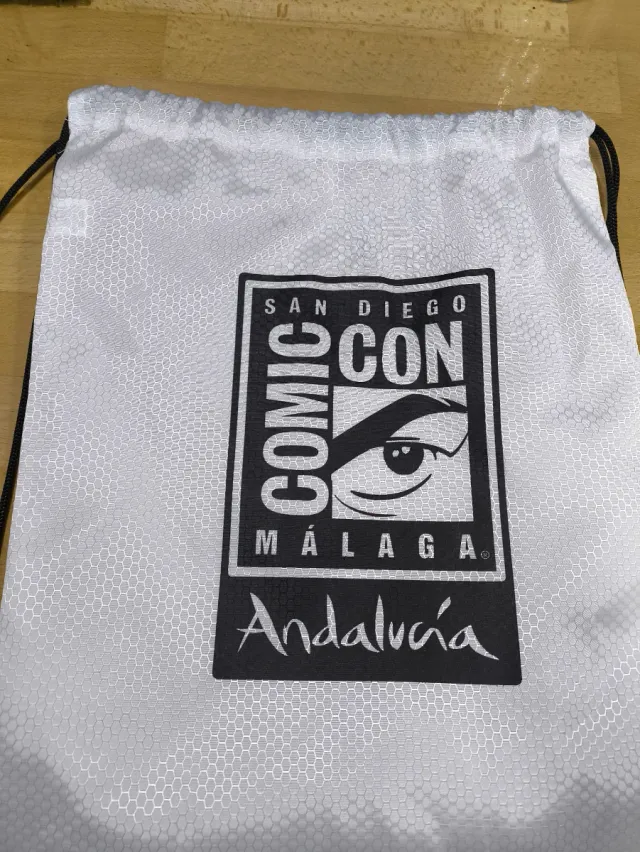 SAN DIEGO
COMIC
CON
MÁLAGA®
Andalucía